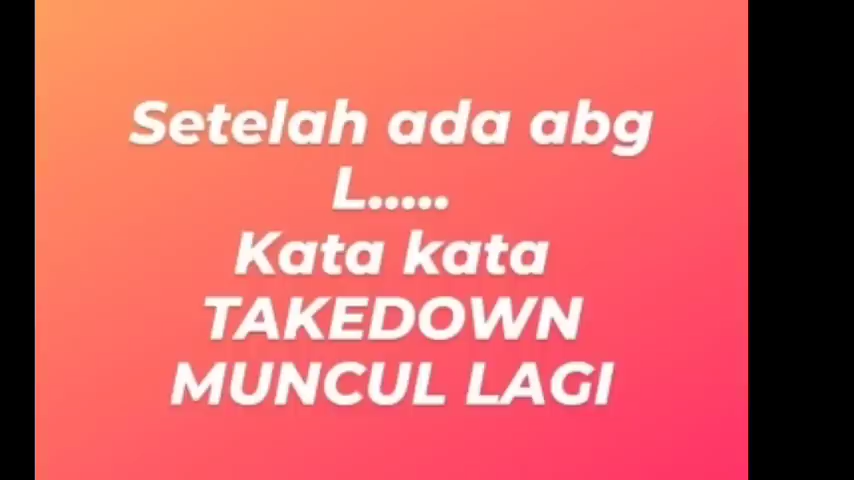 Setelah ada abg
L.....
Kata kata
TAKEDOWN
MUNCUL LAGI